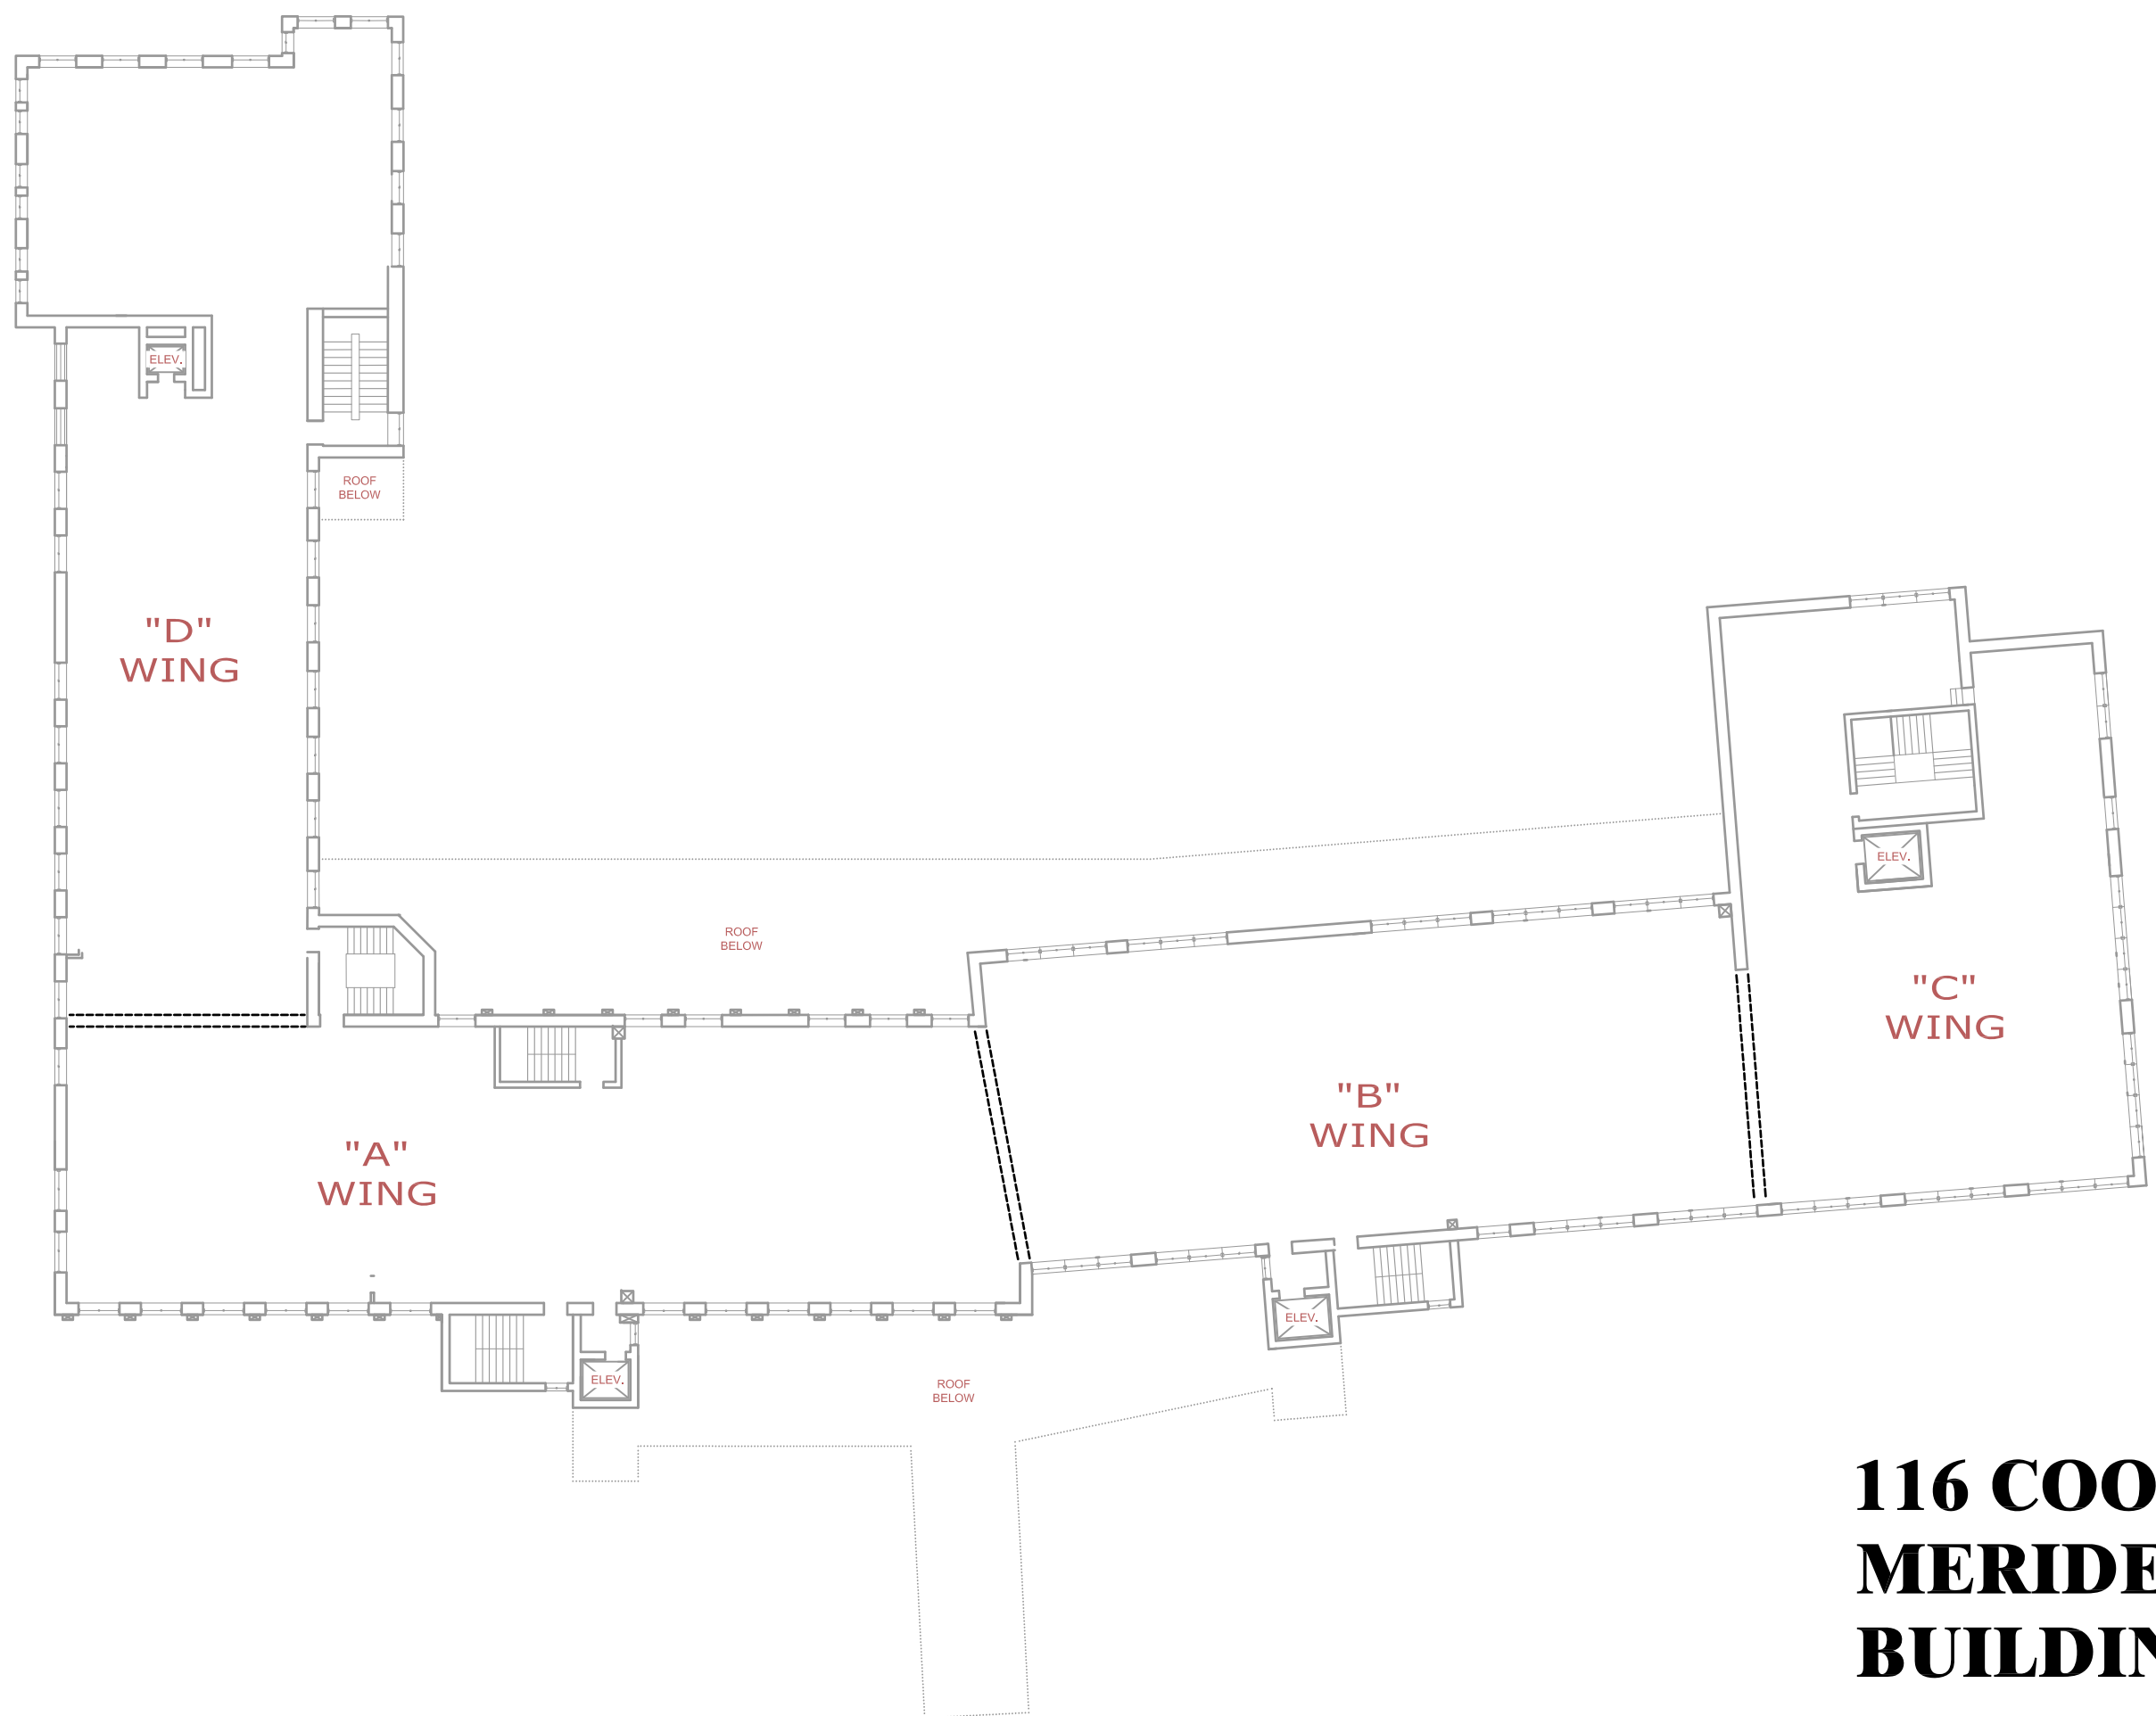 ELEV.
ROOF
BELOW
"D"
WING
ELEV.
ROOF
BELOW
"C"
WING
"B"
WING
"A"
WING
ELEV.
ELEV.
ROOF
BELOW
116 COO
MERIDE
BUILDIN